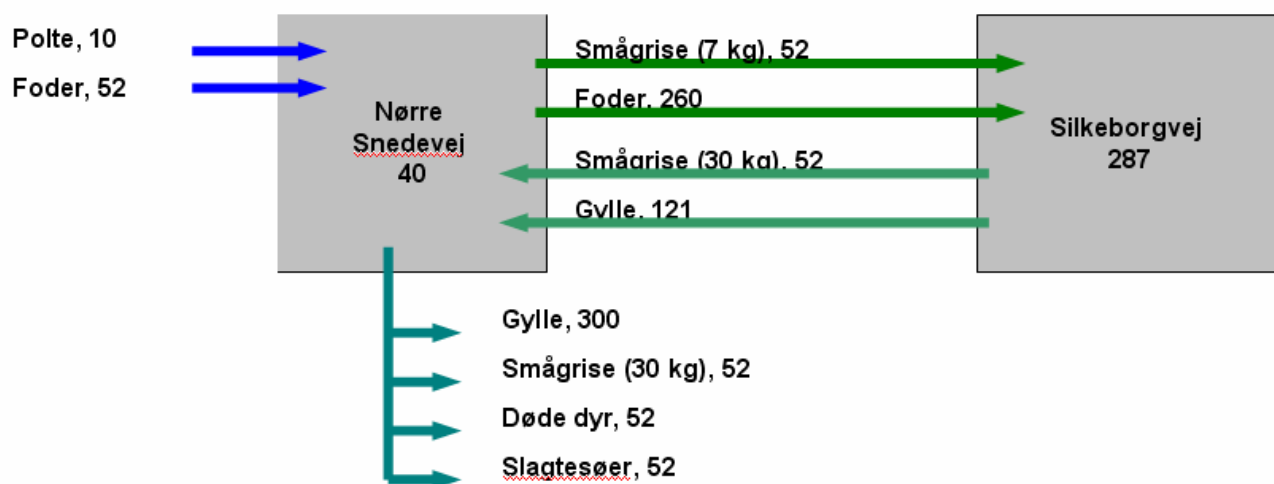 Polte, 10
Foder, 52
Nørre
Snedevej
40
Smågrise (7 kg), 52
Foder, 260
Smågrise (30 kg), 52
Gylle, 121
Silkeborgvej
287
Gylle, 300
Smågrise (30 kg), 52
Døde dyr, 52
Slagtesøer, 52